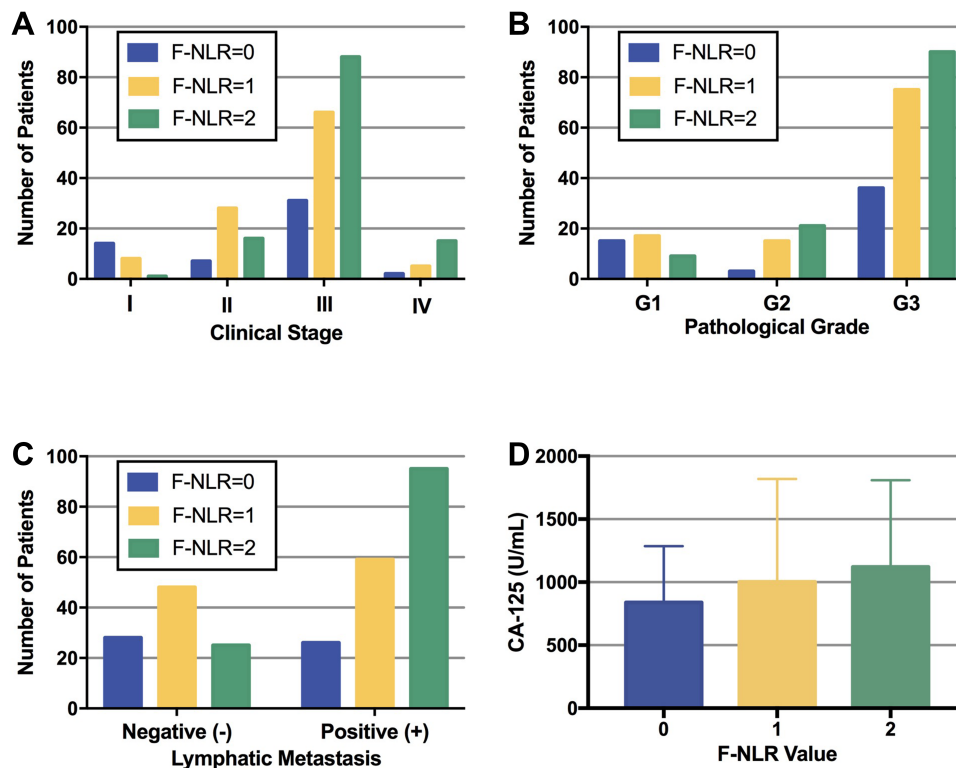 A
Number of Patients
100
80
60
40
20
0
F-NLR=0
F-NLR=1
F-NLR=2
I II III IV
Clinical Stage
B
Number of Patients
100
80
60
40
20
0
F-NLR=0
F-NLR=1
F-NLR=2
G1 G2 G3
Pathological Grade
C
Number of Patients
100
80
60
40
20
0
F-NLR=0
F-NLR=1
F-NLR=2
Negative (-) Positive (+)
Lymphatic Metastasis
D
CA-125 (U/mL)
2000
1500
1000
500
0
0 1 2
F-NLR Value